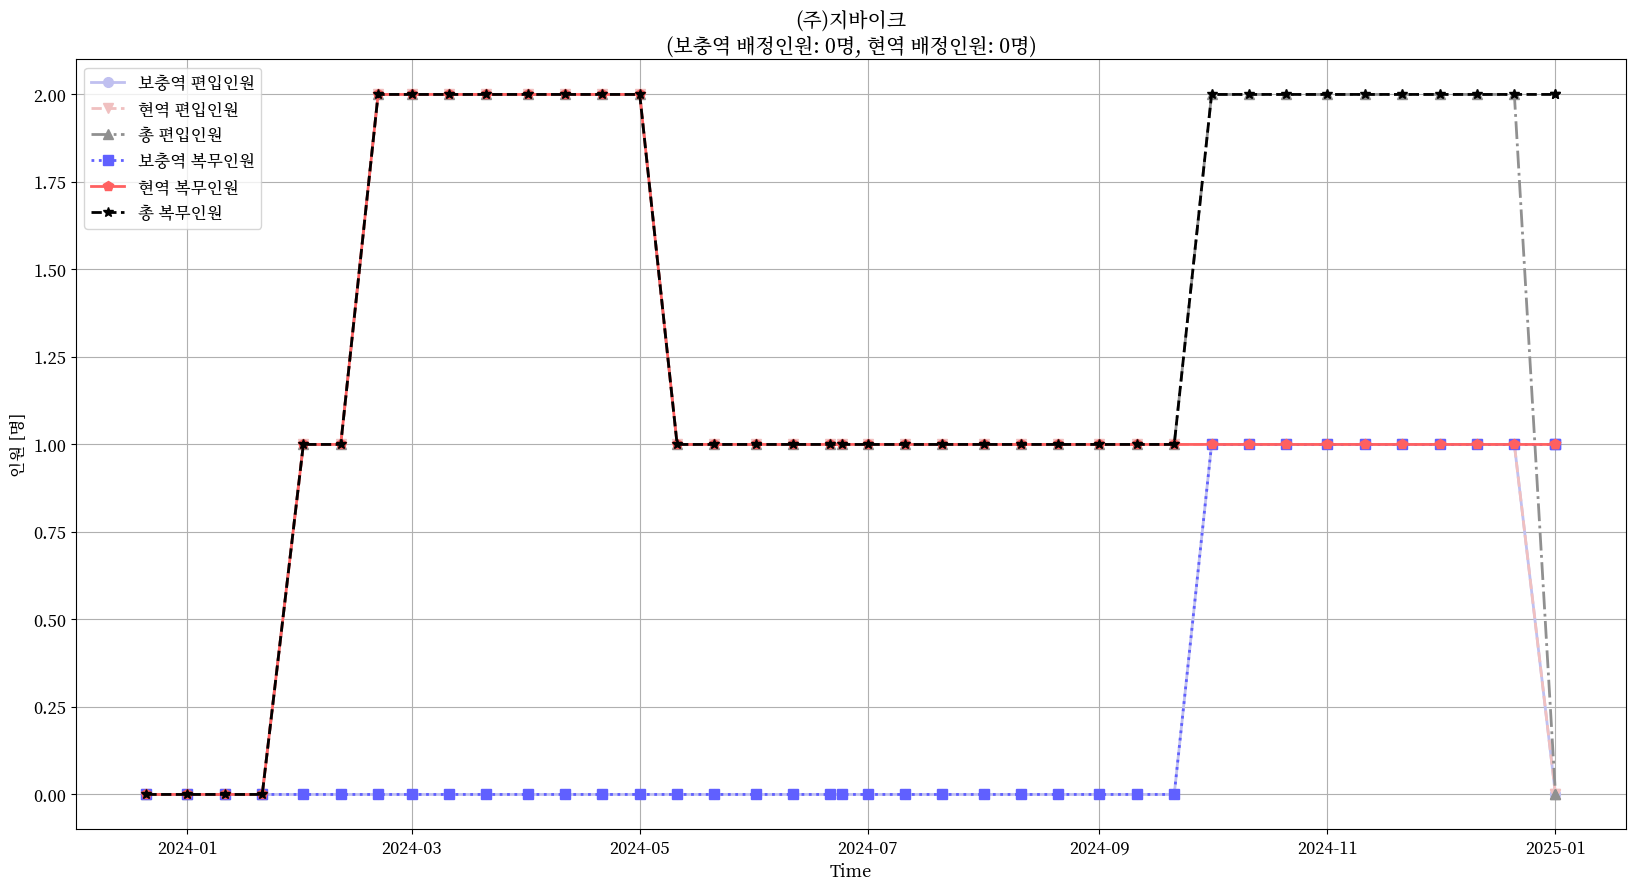 (주)지바이크
(보충역 배정인원: 0명, 현역 배정인원: 0명)
보충역 편입인원
현역 편입인원
총 편입인원
보충역 복무인원
현역 복무인원
총 복무인원
2.00
1.75
1.50
1.25
1.00
0.75
0.50
0.25
0.00
인원 [명]
2024-01
2024-03
2024-05
2024-07
2024-09
2024-11
2025-01
Time